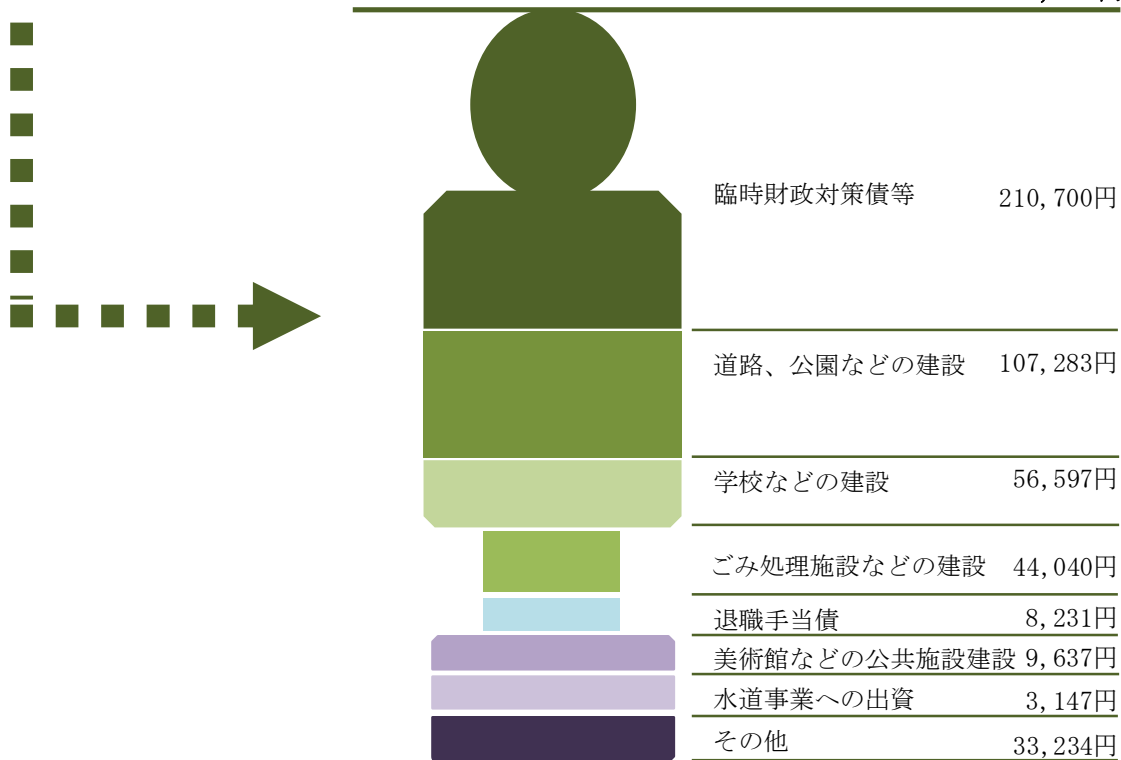 臨時財政対策債等 210,700円
道路、公園などの建設 107,283円
学校などの建設 56,597円
ごみ処理施設などの建設 44,040円
退職手当債 8,231円
美術館などの公共施設建設 9,637円
水道事業への出資 3,147円
その他 33,234円